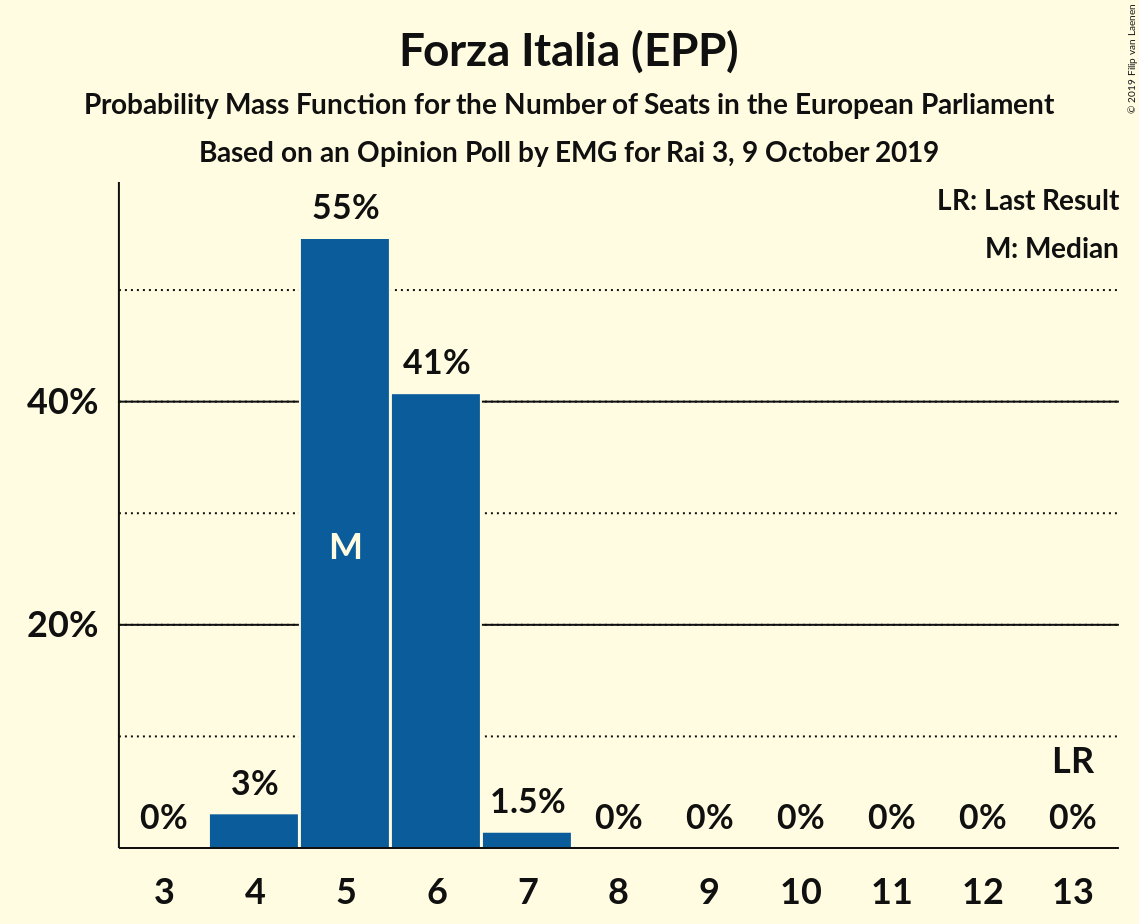 Forza Italia (EPP)
Probability Mass Function for the Number of Seats in the European Parliament
Based on an Opinion Poll by EMG for Rai 3, 9 October 2019
© 2019 Filip van Laenen
LR: Last Result
M: Median
55%
41%
40%
M
20%
LR
0% 3% 1.5% 0% 0% 0% 0% 0% 0%
3 4 5 6 7 8 9 10 11 12 13